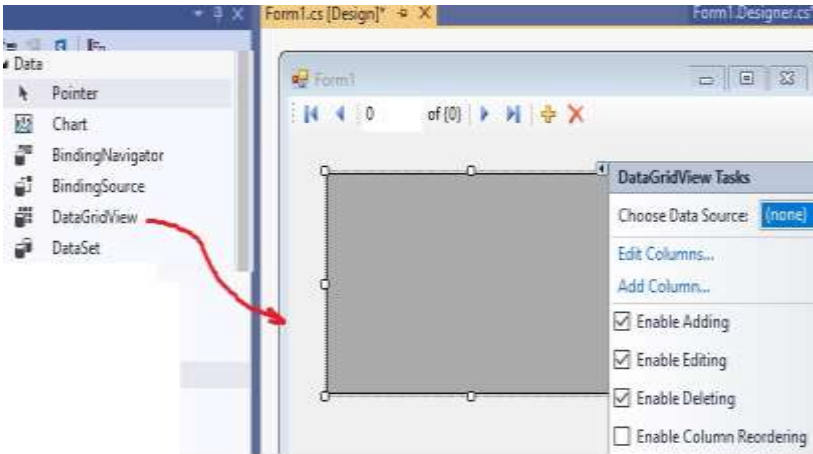 Form1.cs [Design]*
Form1.Designer.cs*
Data
Pointer
Chart
BindingNavigator
BindingSource
DataGridView
DataSet
Form1
0 of {0}
DataGridView Tasks
Choose Data Source: (none)
Edit Columns...
Add Column...
Enable Adding
Enable Editing
Enable Deleting
Enable Column Reordering